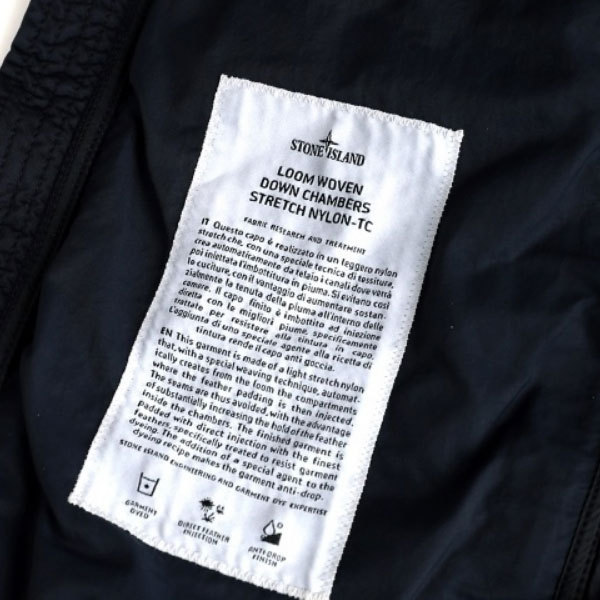 STONE ISLAND
LOOM WOVEN
DOWN CHAMBERS
STRETCH NYLON-TC
FABRIC RESEARCH AND TREATMENT
IT Questo capo è realizzato in un leggero nylon
stretch che, con una speciale tecnica di tessitura,
crea automaticamente da telaio i canali dove verrà
poi iniettata l'imbottitura in piuma. Si evitano così
le cuciture, con il vantaggio di aumentare sostan-
zialmente la tenuta della piuma all'interno delle
camere. Il capo finito è imbottito ad iniezione
diretta con le migliori piume specificamente
trattate per resistere alla tintura in capo.
L'aggiunta di uno speciale agente alla ricetta di
tintura rende il capo anti goccia.
EN This garment is made of a light stretch nylon
that, with a special weaving technique, automat-
ically creates from the loom the compartments
where the feather padding is then injected.
The seams are thus avoided, with the advantage
of substantially increasing the hold of the feather
inside the chambers. The finished garment is
padded with direct injection with the finest
feathers, specifically treated to resist garment
dyeing. The addition of a special agent to the
dyeing recipe makes the garment anti-drop.
STONE ISLAND ENGINEERING AND GARMENT DYE EXPERTISE
GARMENT
DYED
DIRECT FEATHER
INJECTION
ANTI DROP
FINISH